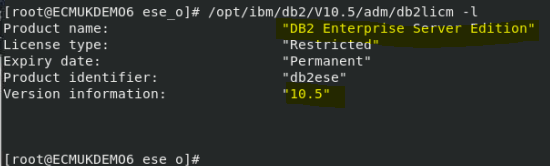 [root@ECMUKDEMO6 ese_o]# /opt/ibm/db2/V10.5/adm/db2licm -l
Product name:                     "DB2 Enterprise Server Edition"
License type:                     "Restricted"
Expiry date:                      "Permanent"
Product identifier:               "db2ese"
Version information:              "10.5"
[root@ECMUKDEMO6 ese_o]#